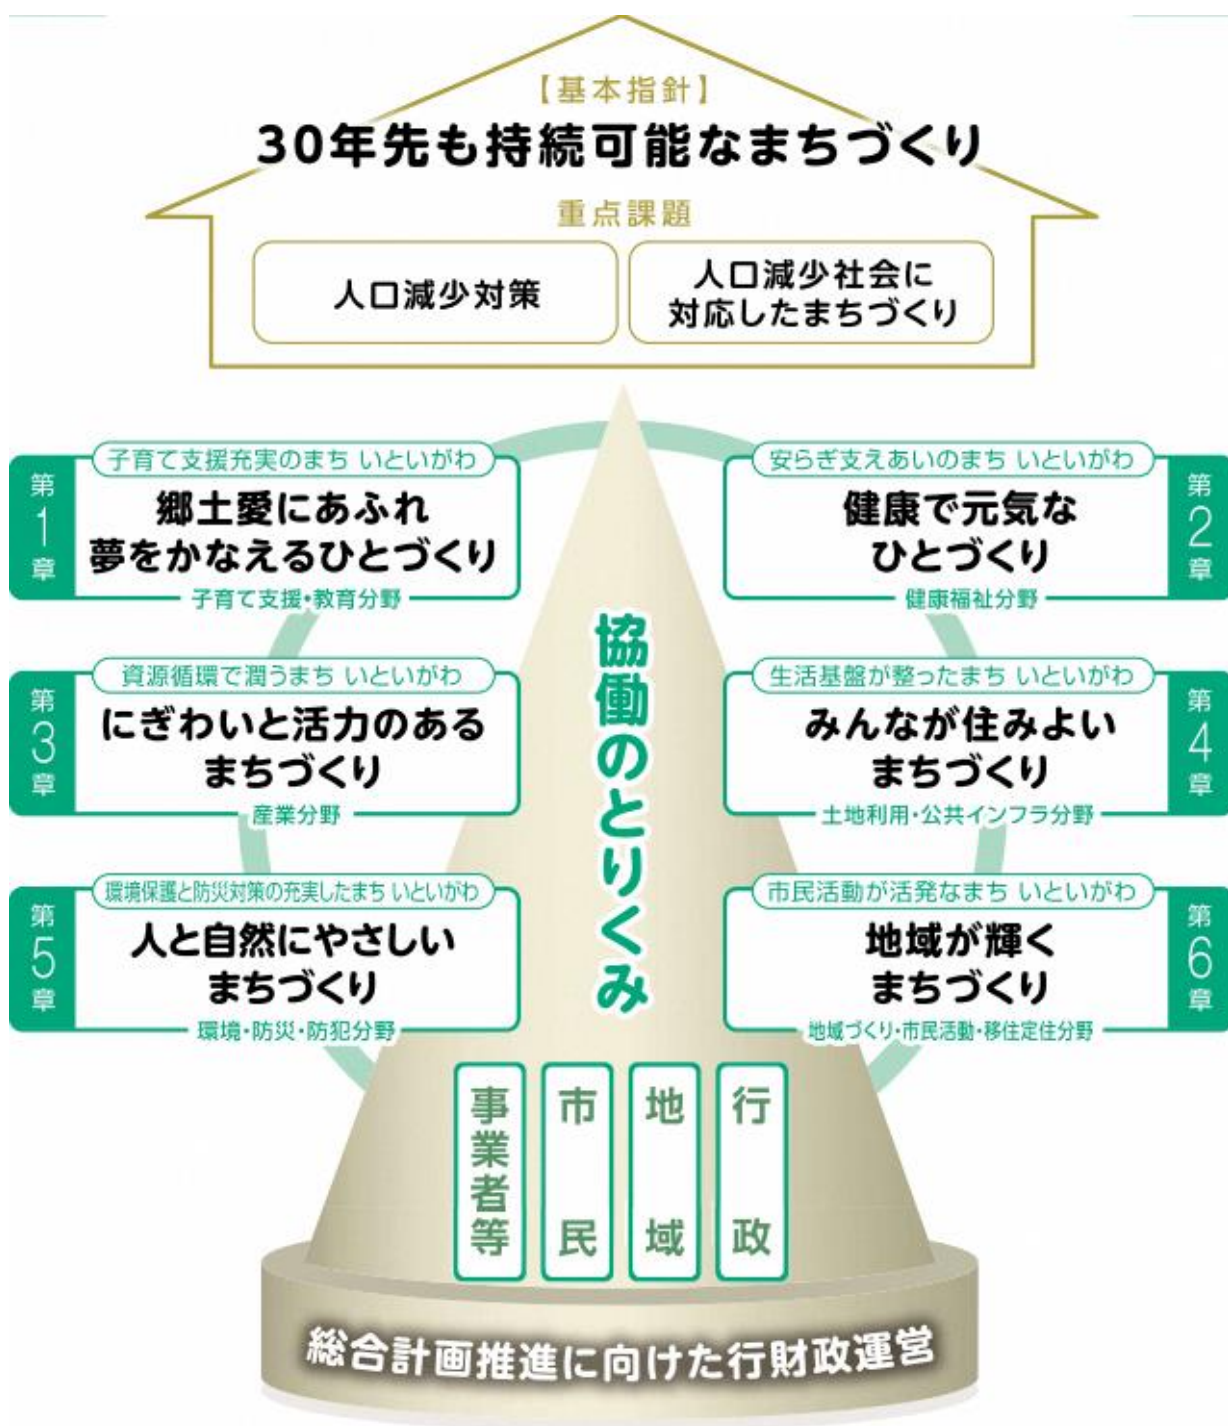 【基本指針】
30年先も持続可能なまちづくり
重点課題
人口減少対策
人口減少社会に
対応したまちづくり
第1章
子育て支援充実のまち いといがわ
郷土愛にあふれ
夢をかなえるひとづくり
子育て支援・教育分野
第2章
安らぎ支えあいのまち いといがわ
健康で元気な
ひとづくり
健康福祉分野
第3章
資源循環で潤うまち いといがわ
にぎわいと活力のある
まちづくり
産業分野
第4章
生活基盤が整ったまち いといがわ
みんなが住みよい
まちづくり
土地利用・公共インフラ分野
第5章
環境保護と防災対策の充実したまち いといがわ
人と自然にやさしい
まちづくり
環境・防災・防犯分野
第6章
市民活動が活発なまち いといがわ
地域が輝く
まちづくり
地域づくり・市民活動・移住定住分野
協働のとりくみ
事業者等
市民
地域
行政
総合計画推進に向けた行財政運営